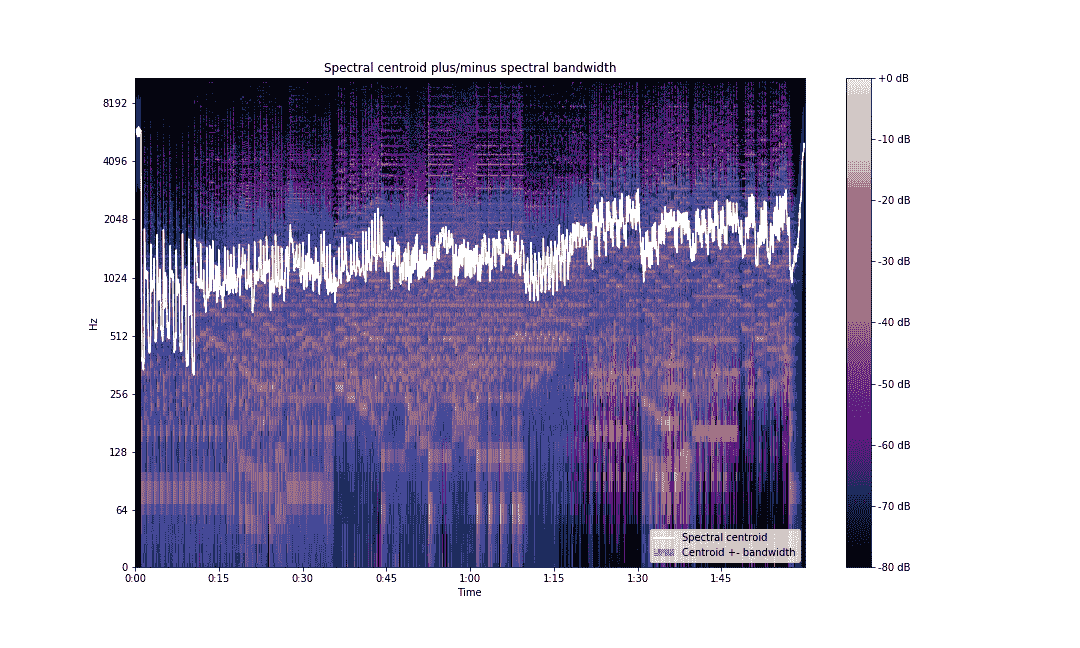 Spectral centroid plus/minus spectral bandwidth
8192
4096
2048
1024
512
256
128
64
0
Hz
0:00 0:15 0:30 0:45 1:00 1:15 1:30 1:45
Time
Spectral centroid
Centroid +- bandwidth
+0 dB
-10 dB
-20 dB
-30 dB
-40 dB
-50 dB
-60 dB
-70 dB
-80 dB